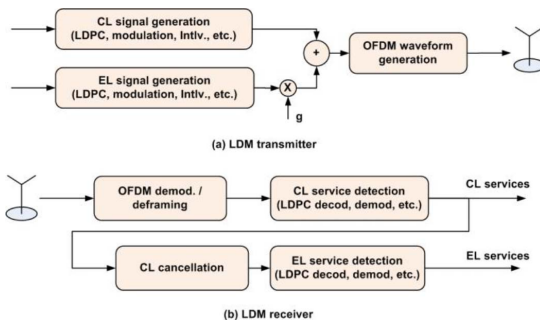 CL signal generation
(LDPC, modulation, Intlv., etc.)
+
OFDM waveform
generation
EL signal generation
(LDPC, modulation, Intlv., etc.)
X
g
(a) LDM transmitter
OFDM demod. /
deframing
CL service detection
(LDPC decod, demod, etc.)
CL services
CL cancellation
EL service detection
(LDPC decod, demod, etc.)
EL services
(b) LDM receiver